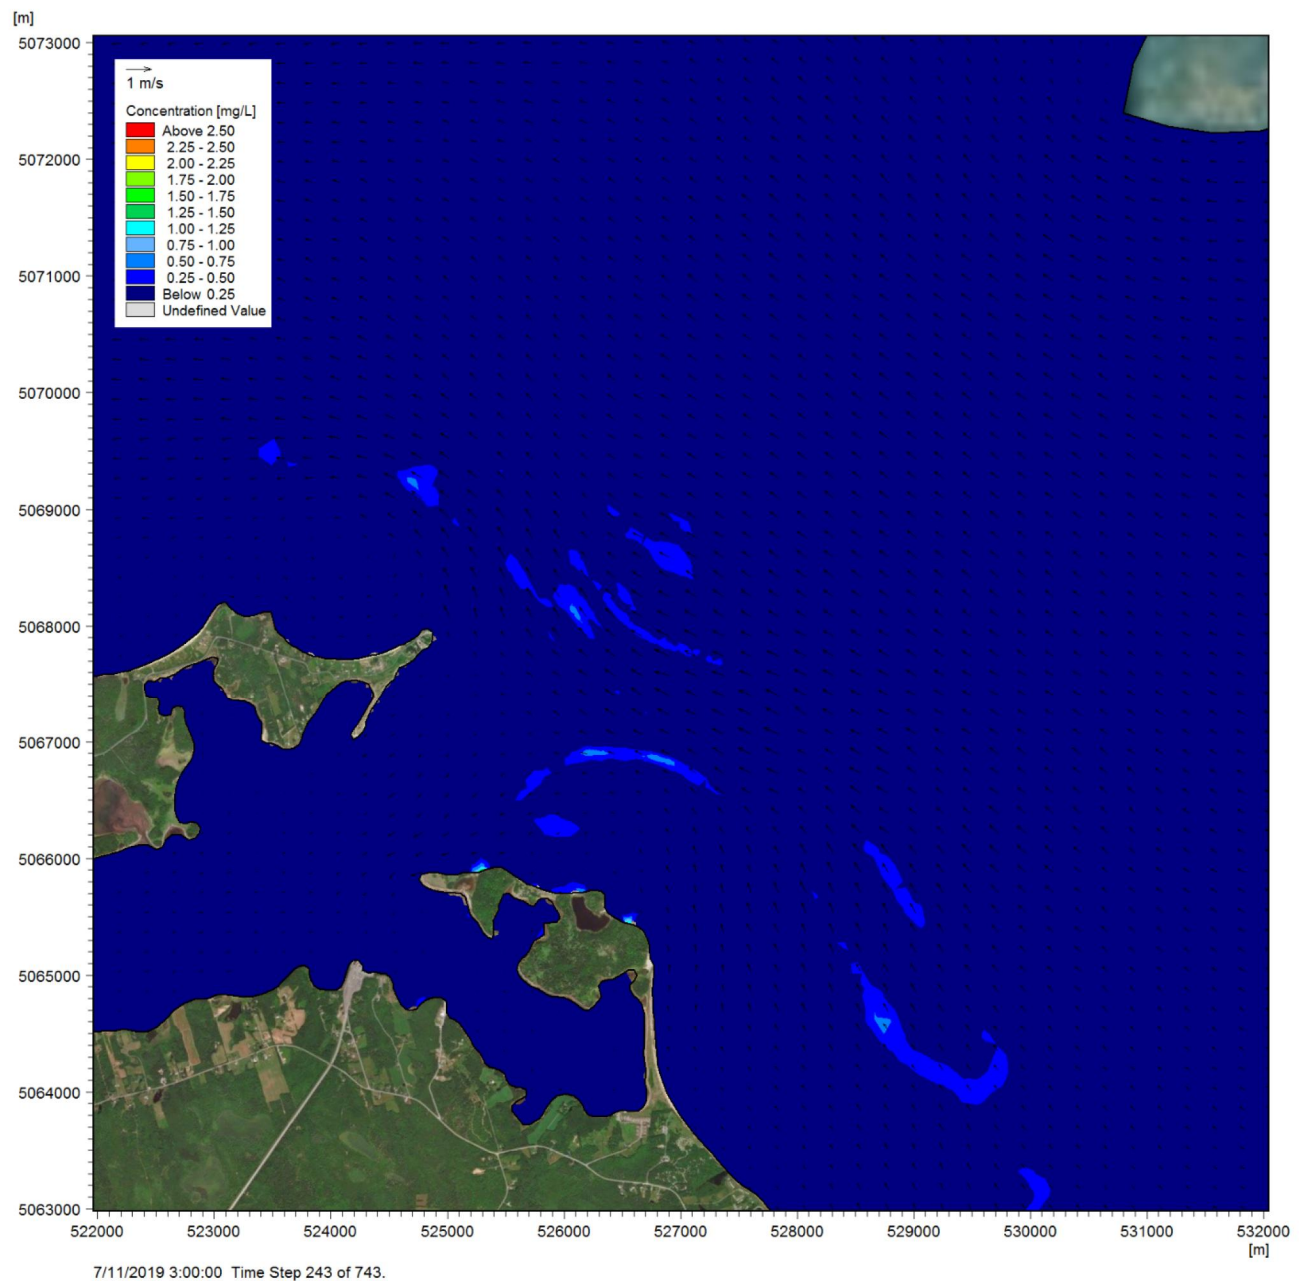 [m]
5073000
5072000
5071000
5070000
5069000
5068000
5067000
5066000
5065000
5064000
5063000
1 m/s
Concentration [mg/L]
Above 2.50
2.25 - 2.50
2.00 - 2.25
1.75 - 2.00
1.50 - 1.75
1.25 - 1.50
1.00 - 1.25
0.75 - 1.00
0.50 - 0.75
0.25 - 0.50
Below 0.25
Undefined Value
522000 523000 524000 525000 526000 527000 528000 529000 530000 531000 532000
[m]
7/11/2019 3:00:00 Time Step 243 of 743.